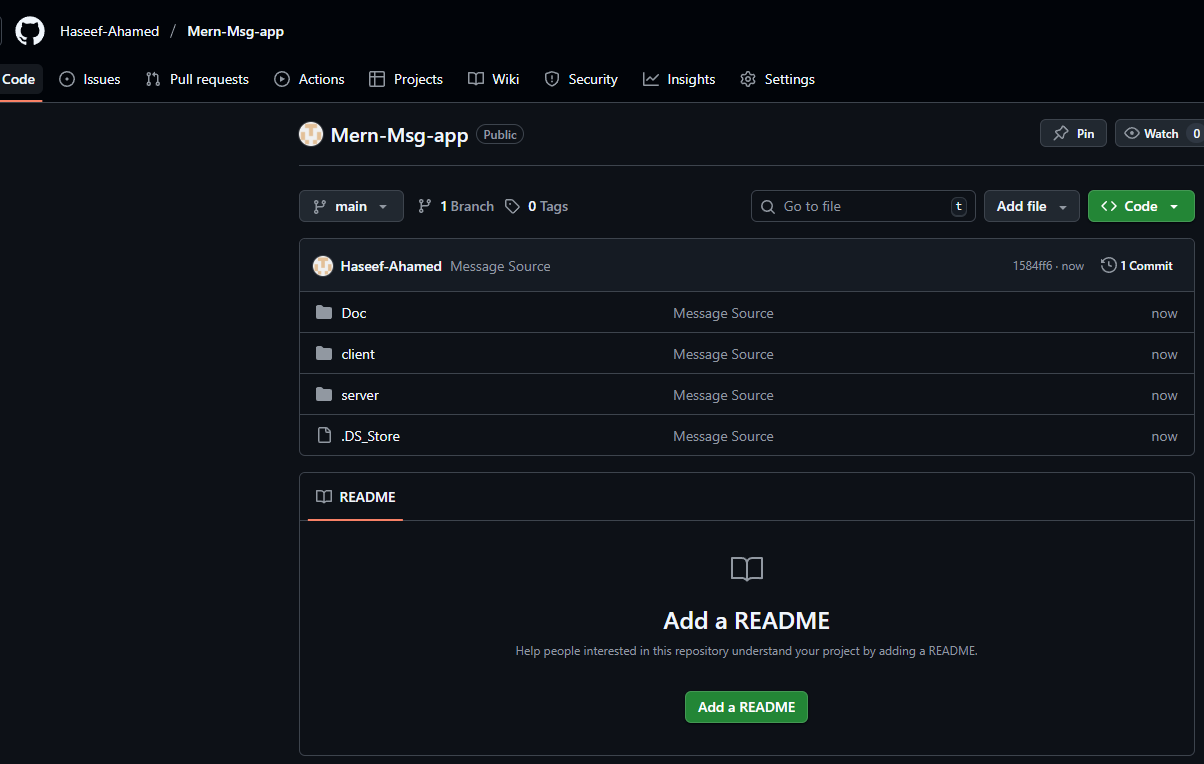 Haseef-Ahamed / Mern-Msg-app
Code Issues Pull requests Actions Projects Wiki Security Insights Settings
Mern-Msg-app Public Pin Watch 0
main 1 Branch 0 Tags Go to file t Add file Code
Haseef-Ahamed Message Source 1584ff6 · now 1 Commit
Doc Message Source now
client Message Source now
server Message Source now
.DS_Store Message Source now
README
Add a README
Help people interested in this repository understand your project by adding a README.
Add a README